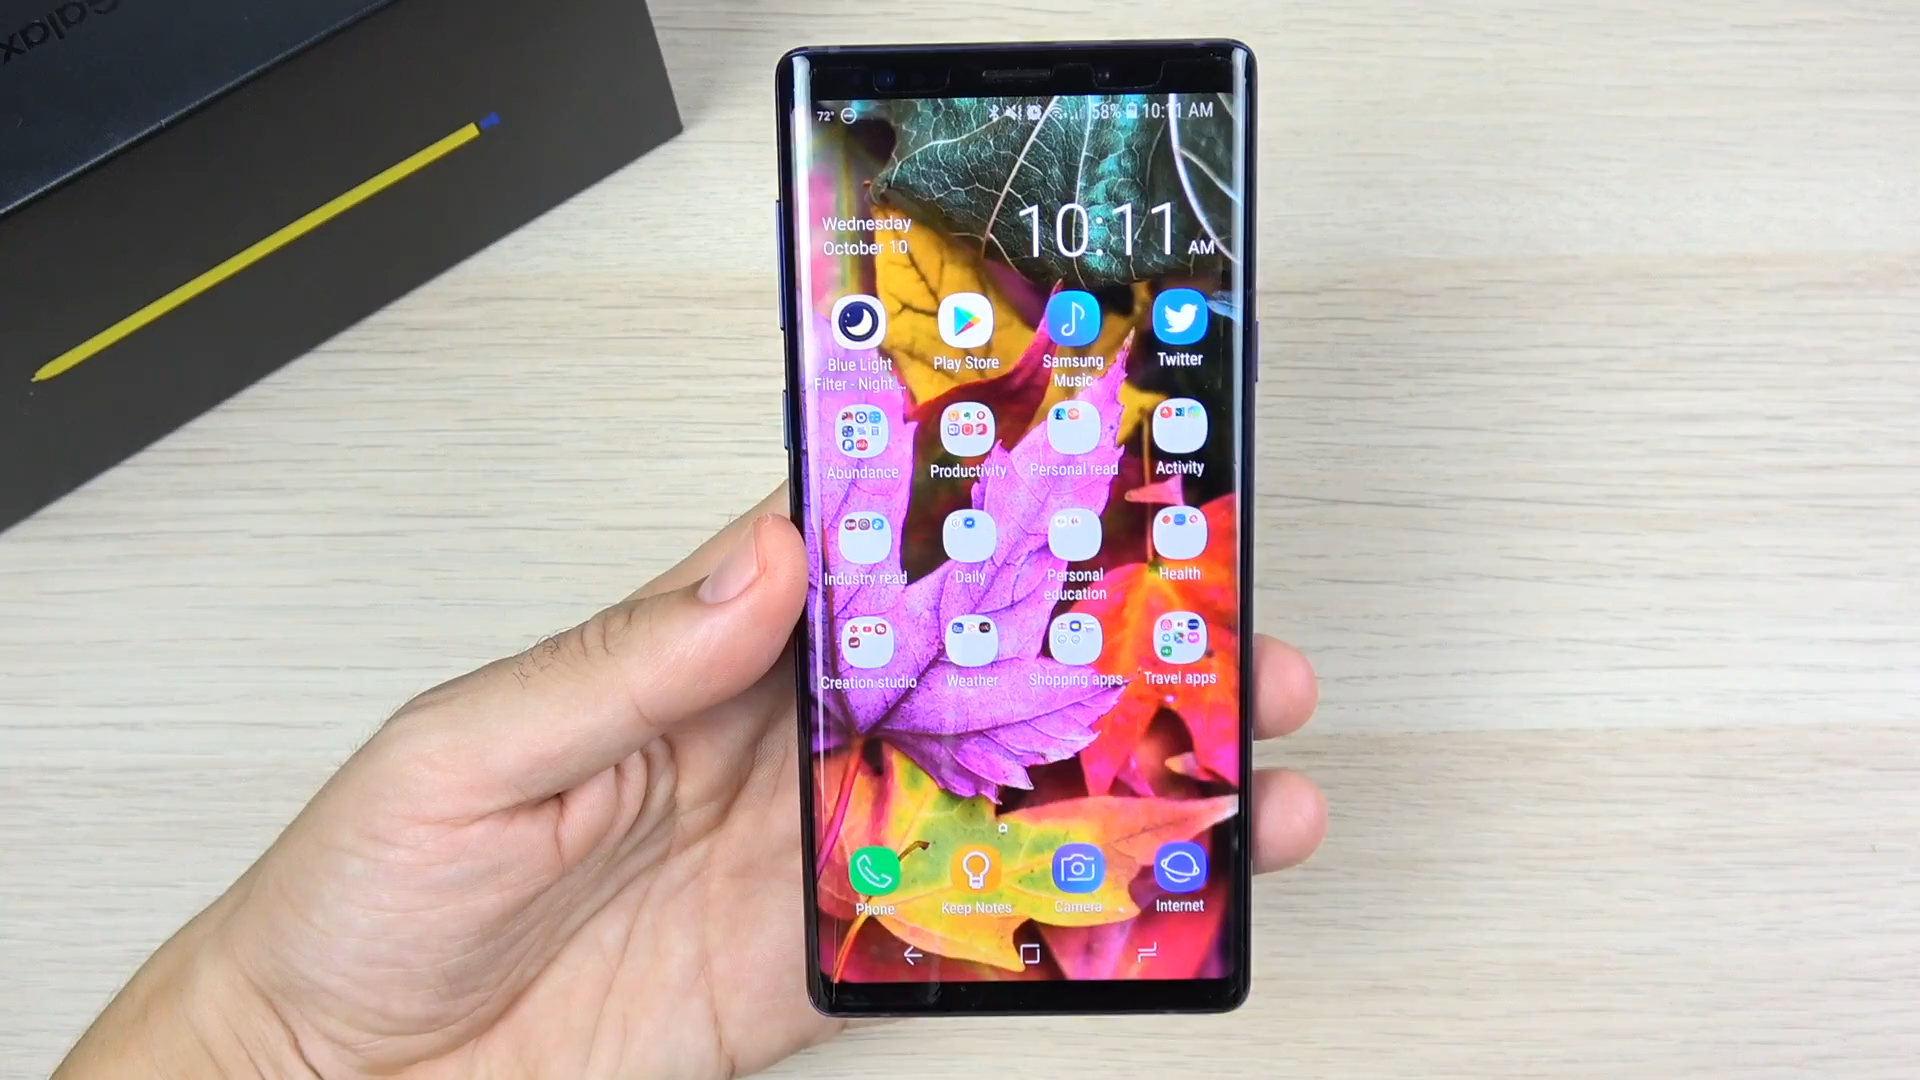 Galax
72°
58% 10:11 AM
Wednesday
October 10
10:11 AM
Blue Light
Filter - Night ...
Play Store
Samsung
Music
Twitter
Abundance
Productivity
Personal read
Activity
Industry read
Daily
Personal
education
Health
Creation studio
Weather
Shopping apps
Travel apps
Phone
Keep Notes
Camera
Internet